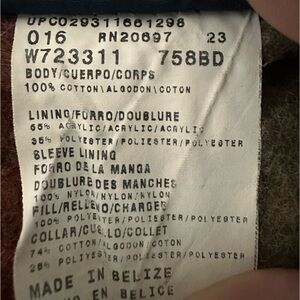 UPC029311661298
016 RN20697 23
W723311 758BD
BODY/CUERPO/CORPS
100% COTTON/ALGODON/COTON
LINING/FORRO/DOUBLURE
65% ACRYLIC/ACRYLIC/ACRYLIC
35% POLYESTER/POLIESTER/POLYESTER
SLEEVE LINING
FORRO DE LA MANGA
DOUBLURE DES MANCHES
100% NYLON/NYLON/NYLON
FILL/RELLENO/CHARGES
100% POLYESTER/POLIESTER/POLYESTER
COLLAR/CUELLO/COLLET
74% COTTON/ALGODON/COTON
26% POLYESTER/POLIESTER/POLYESTER
MADE IN BELIZE
EN BELICE